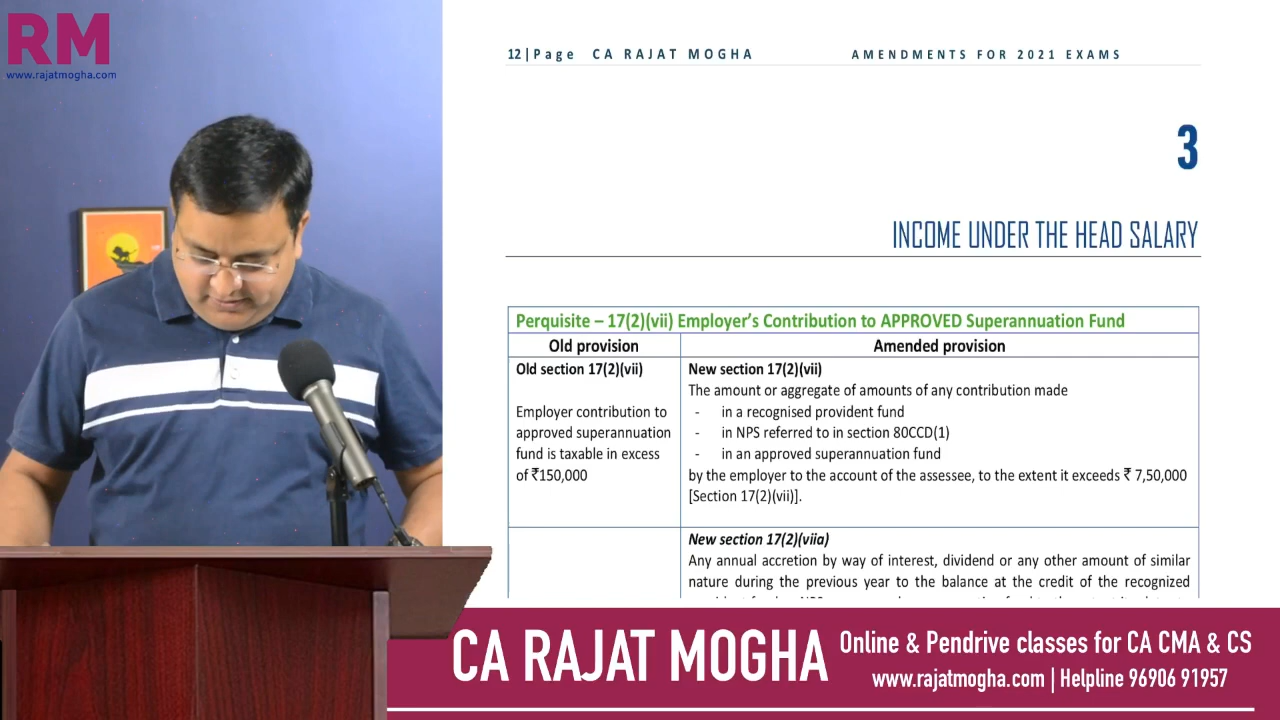 RM
www.rajatmogha.com
12|Page CA RAJAT MOGHA AMENDMENTS FOR 2021 EXAMS
3
INCOME UNDER THE HEAD SALARY
Perquisite – 17(2)(vii) Employer's Contribution to APPROVED Superannuation Fund
Old provision
Amended provision
Old section 17(2)(vii)
Employer contribution to
approved superannuation
fund is taxable in excess
of ₹150,000
New section 17(2)(vii)
The amount or aggregate of amounts of any contribution made
- in a recognised provident fund
- in NPS referred to in section 80CCD(1)
- in an approved superannuation fund
by the employer to the account of the assessee, to the extent it exceeds ₹ 7,50,000
[Section 17(2)(vii)].
New section 17(2)(viia)
Any annual accretion by way of interest, dividend or any other amount of similar
nature during the previous year to the balance at the credit of the recognized
CA RAJAT MOGHA
Online & Pendrive classes for CA CMA & CS
www.rajatmogha.com | Helpline 96906 91957